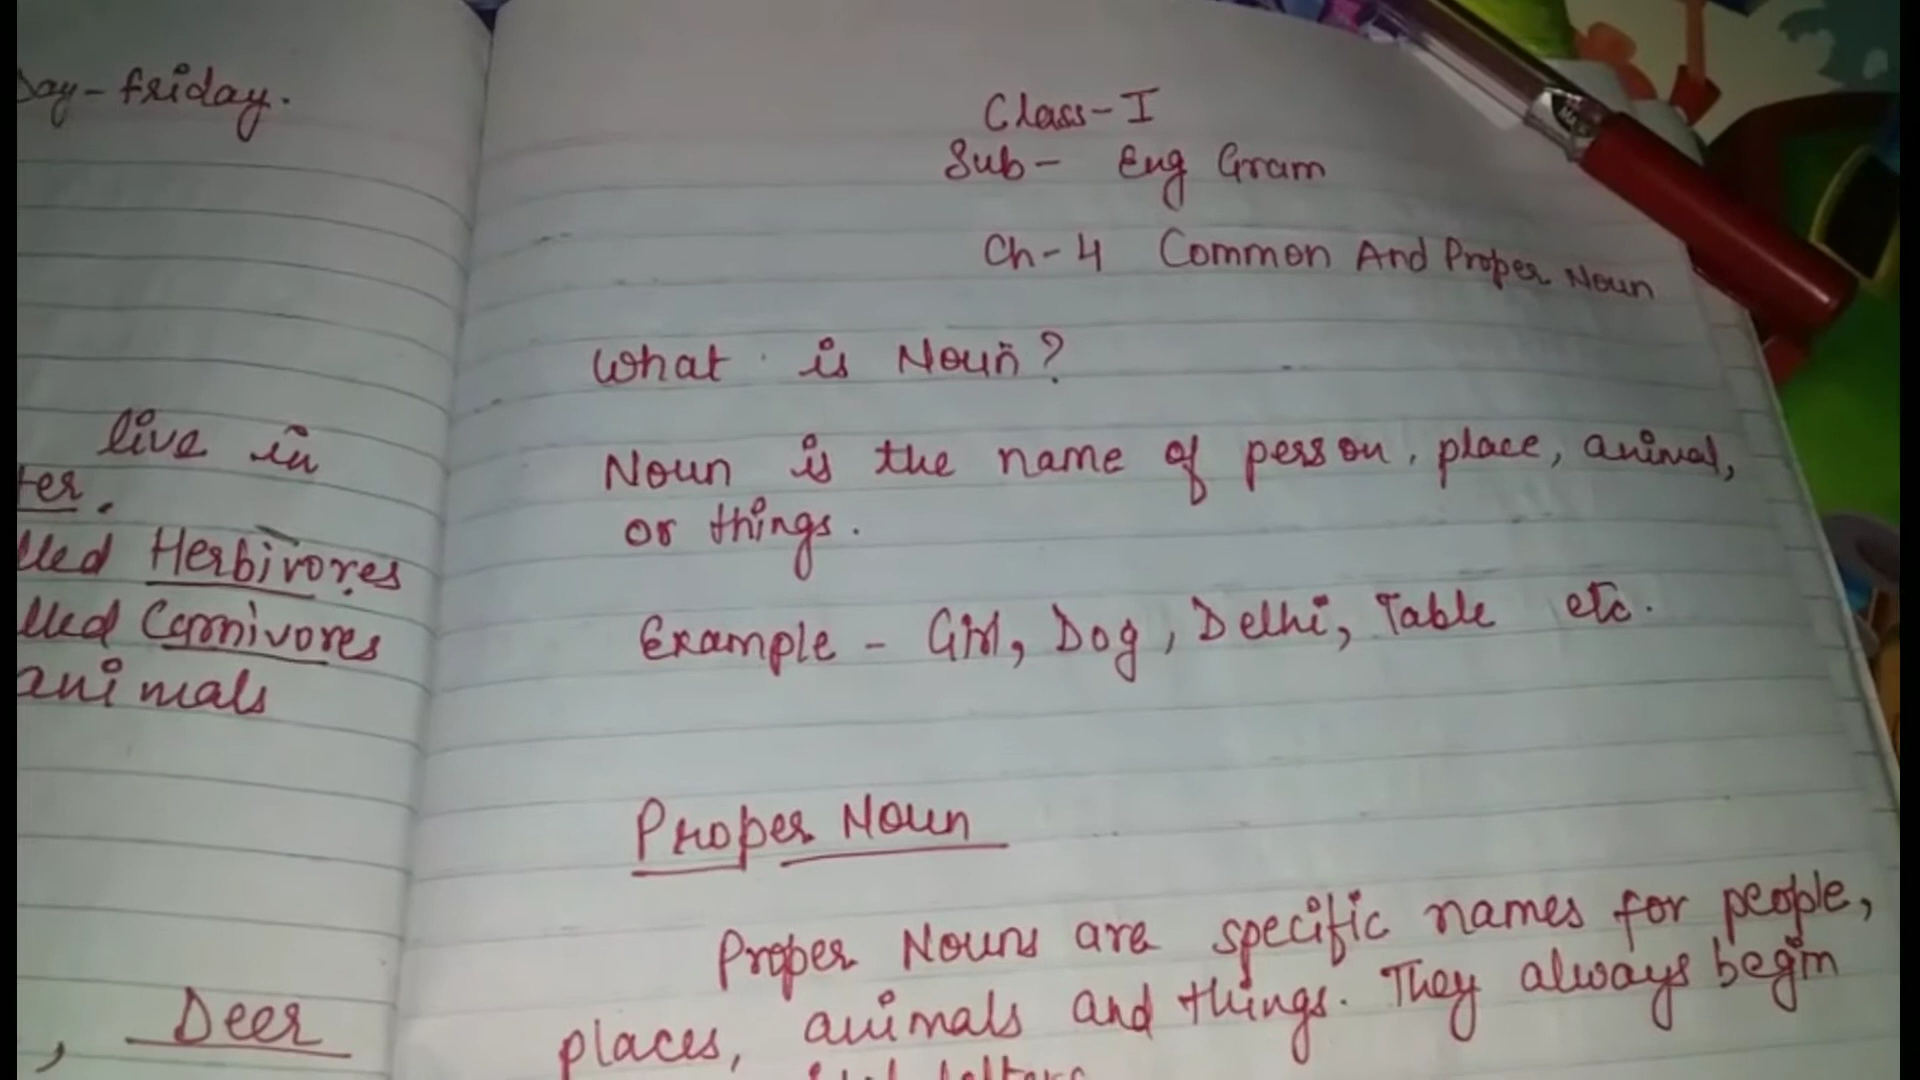 Day-friday.
live in
ter.
lled Herbivores
lled Carnivores
animals
, Deer
Class-I
Sub- Eng Gram
Ch-4 Common And Proper Noun
What is Noun?
Noun is the name of person, place, animal,
or things.
Example - Girl, Dog, Delhi, Table etc.
Proper Noun
Proper Nouns are specific names for people,
places, animals and things. They always begin
letters